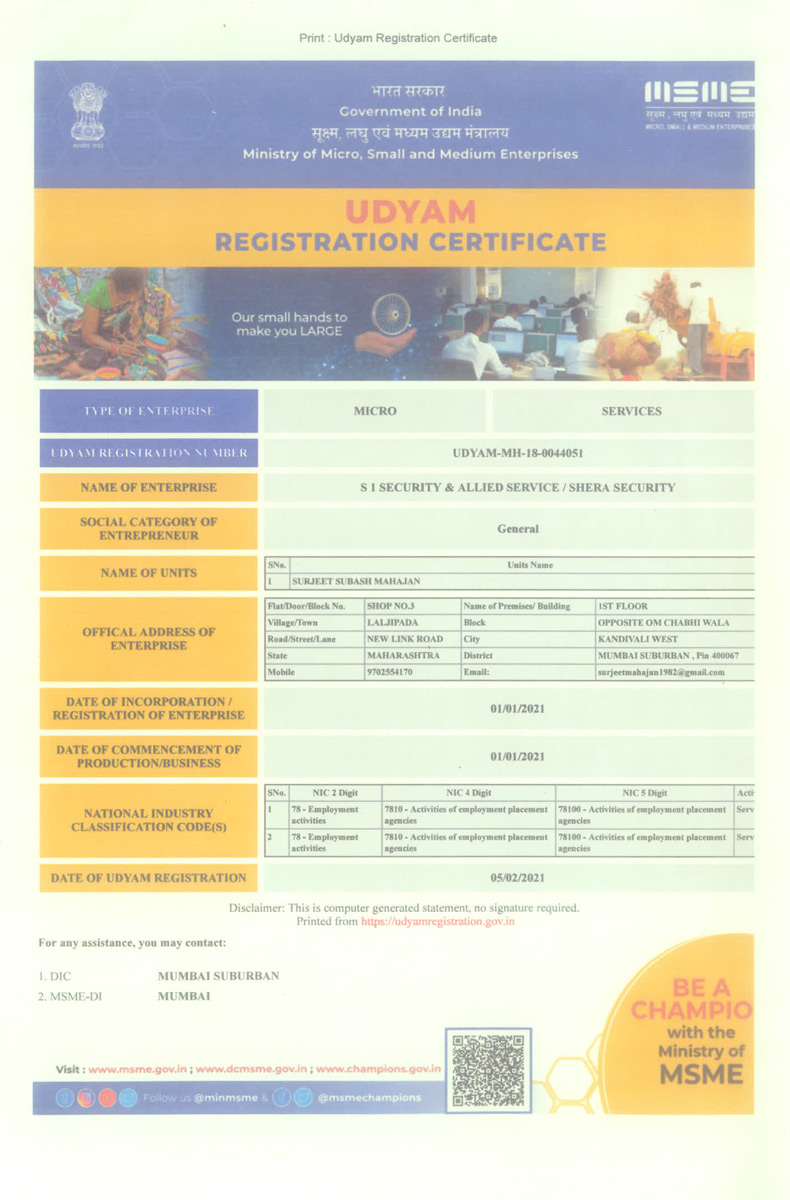 Print : Udyam Registration Certificate
भारत सरकार
Government of India
सूक्ष्म, लघु एवं मध्यम उद्यम मंत्रालय
Ministry of Micro, Small and Medium Enterprises
सत्यमेव जयते
MSME
सूक्ष्म, लघु एवं मध्यम उद्यम
MICRO, SMALL & MEDIUM ENTERPRISES
UDYAM
REGISTRATION CERTIFICATE
Our small hands to
make you LARGE
TYPE OF ENTERPRISE MICRO SERVICES
UDYAM REGISTRATION NUMBER UDYAM-MH-18-0044051
NAME OF ENTERPRISE S 1 SECURITY & ALLIED SERVICE / SHERA SECURITY
SOCIAL CATEGORY OF
ENTREPRENEUR General
NAME OF UNITS
SNo. Units Name
1 SURJEET SUBASH MAHAJAN
OFFICAL ADDRESS OF
ENTERPRISE
Flat/Door/Block No. SHOP NO.3 Name of Premises/ Building 1ST FLOOR
Village/Town LALJIPADA Block OPPOSITE OM CHABHI WALA
Road/Street/Lane NEW LINK ROAD City KANDIVALI WEST
State MAHARASHTRA District MUMBAI SUBURBAN , Pin 400067
Mobile 9702554170 Email: surjeetmahajan1982@gmail.com
DATE OF INCORPORATION /
REGISTRATION OF ENTERPRISE 01/01/2021
DATE OF COMMENCEMENT OF
PRODUCTION/BUSINESS 01/01/2021
NATIONAL INDUSTRY
CLASSIFICATION CODE(S)
SNo. NIC 2 Digit NIC 4 Digit NIC 5 Digit Acti
1 78 - Employment 7810 - Activities of employment placement 78100 - Activities of employment placement Serv
activities agencies agencies
2 78 - Employment 7810 - Activities of employment placement 78100 - Activities of employment placement Serv
activities agencies agencies
DATE OF UDYAM REGISTRATION 05/02/2021
Disclaimer: This is computer generated statement, no signature required.
Printed from https://udyamregistration.gov.in
For any assistance, you may contact:
1. DIC MUMBAI SUBURBAN
2. MSME-DI MUMBAI
BE A
CHAMPIO
with the
Ministry of
MSME
Visit : www.msme.gov.in ; www.dcmsme.gov.in ; www.champions.gov.in
Follow us @minmsme & @msmechampions